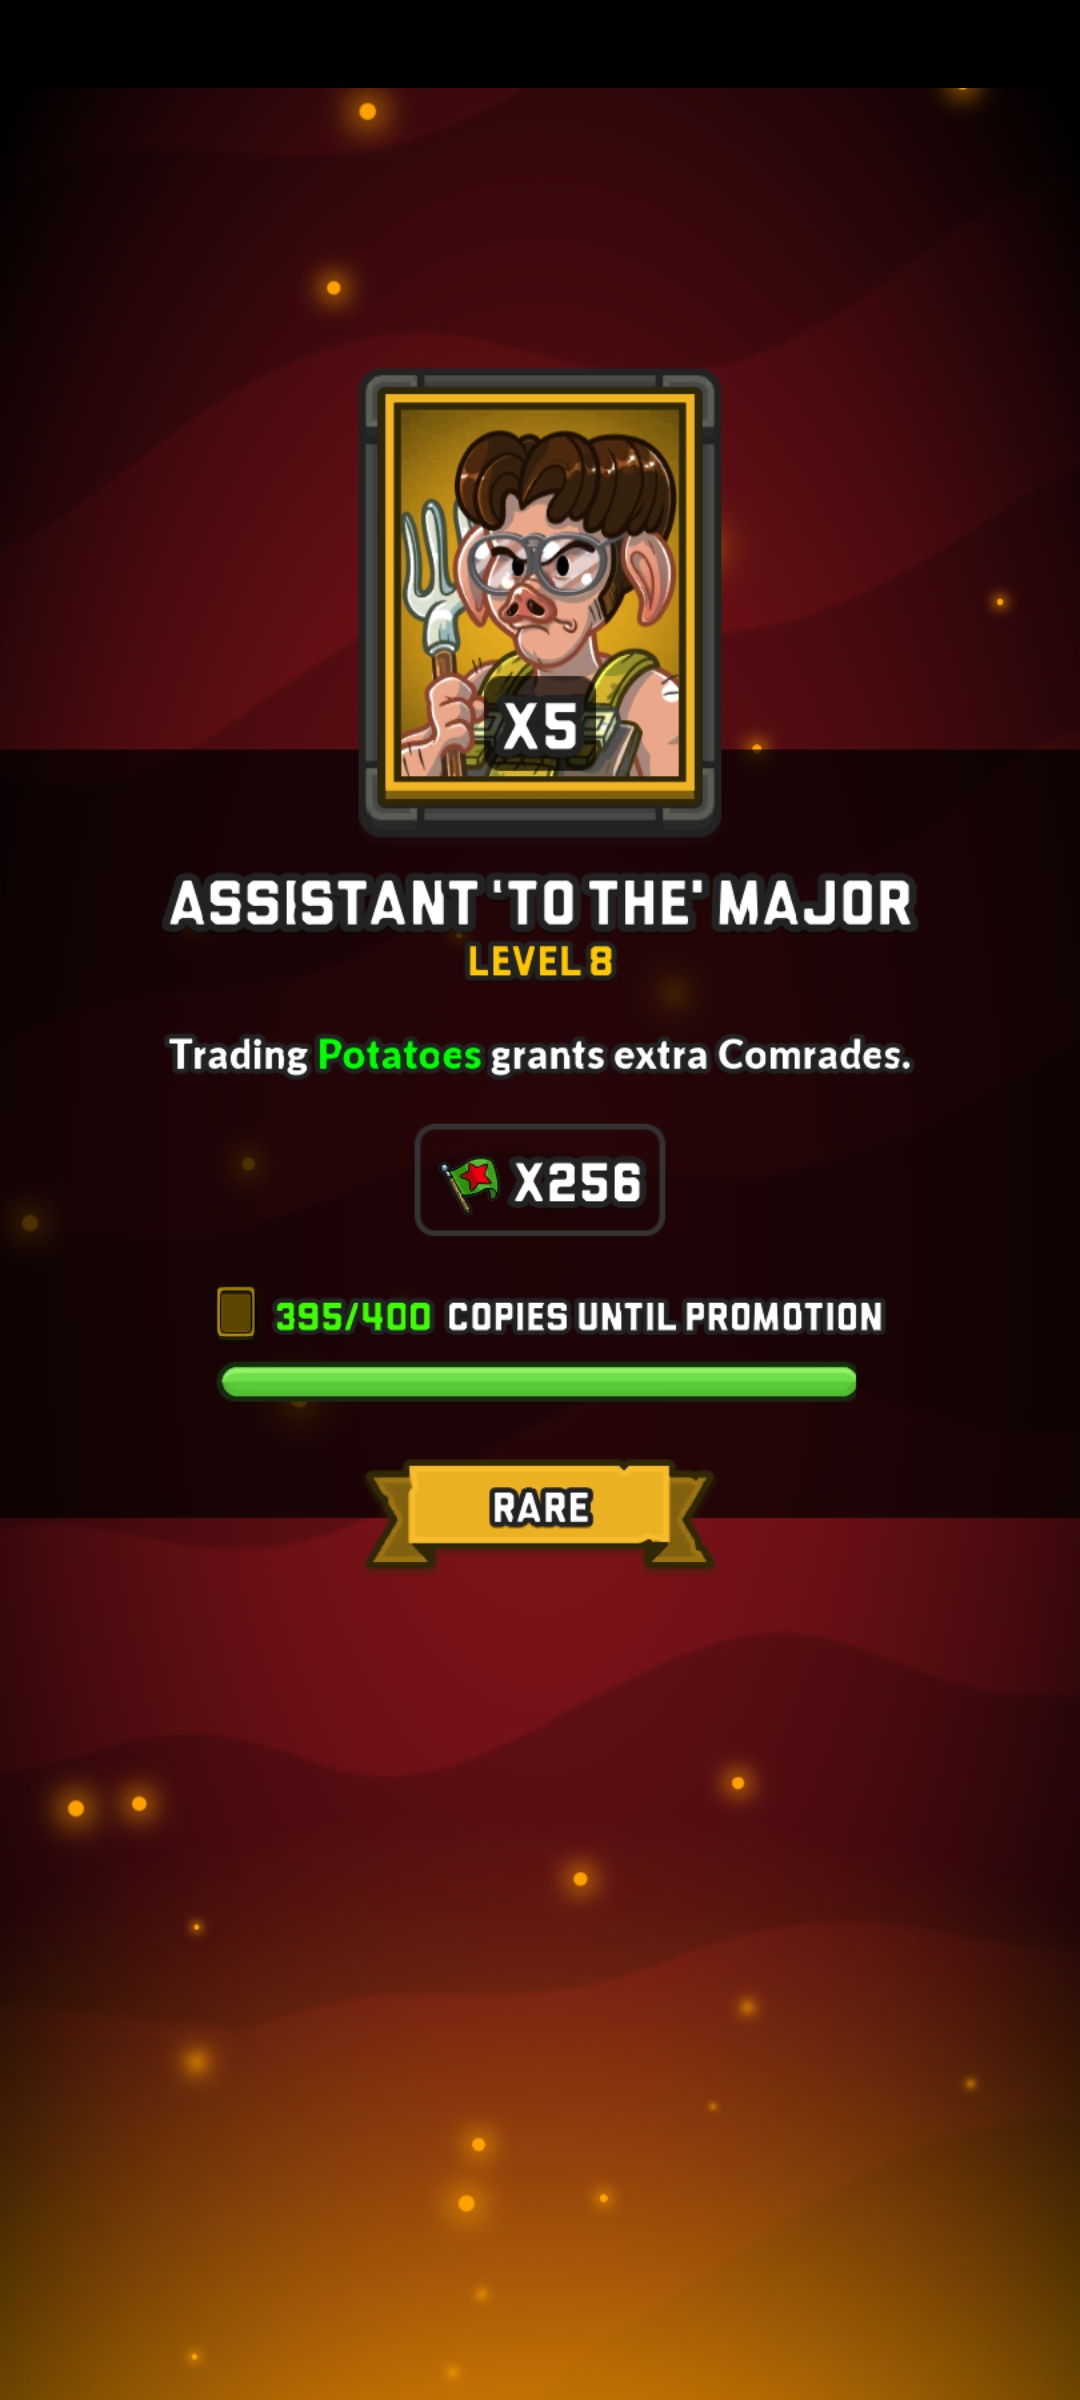 X5
ASSISTANT 'TO THE' MAJOR
LEVEL 8
Trading Potatoes grants extra Comrades.
X256
395/400 COPIES UNTIL PROMOTION
RARE